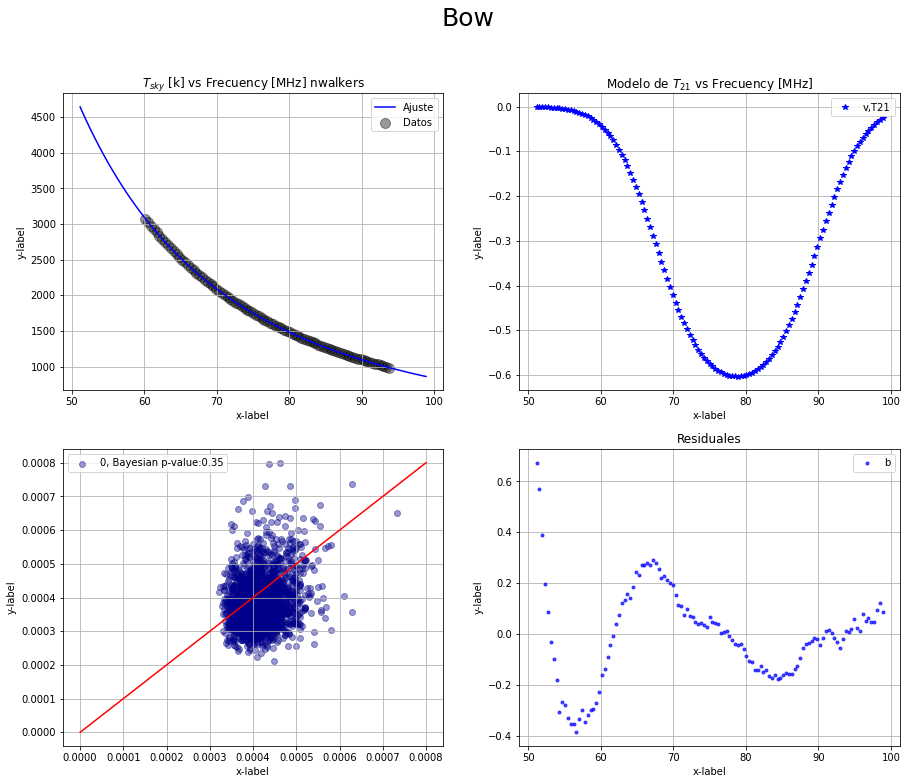 Bow
T_sky [k] vs Frecuency [MHz] nwalkers
Ajuste
Datos
4500
4000
3500
3000
2500
2000
1500
1000
y-label
50 60 70 80 90 100
x-label
Modelo de T_21 vs Frecuency [MHz]
v,T21
0.0
−0.1
−0.2
−0.3
−0.4
−0.5
−0.6
y-label
50 60 70 80 90 100
x-label
0, Bayesian p-value:0.35
0.0008
0.0007
0.0006
0.0005
0.0004
0.0003
0.0002
0.0001
0.0000
y-label
0.0000 0.0001 0.0002 0.0003 0.0004 0.0005 0.0006 0.0007 0.0008
x-label
Residuales
b
0.6
0.4
0.2
0.0
−0.2
−0.4
y-label
50 60 70 80 90 100
x-label